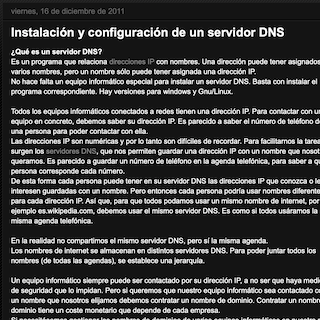 viernes, 16 de diciembre de 2011
Instalación y configuración de un servidor DNS
¿Qué es un servidor DNS?
Es un programa que relaciona direcciones IP con nombres. Una dirección puede tener asignados
varios nombres, pero un nombre sólo puede tener asignada una dirección IP.
No hace falta un equipo informático especial para instalar un servidor DNS. Basta con instalar el
programa correspondiente. Hay versiones para windows y Gnu/Linux.
Todos los equipos informáticos conectados a redes tienen una dirección IP. Para contactar con un
equipo en concreto, debemos saber su dirección IP. Es parecido a saber el número de teléfono de
una persona para poder contactar con ella.
Las direcciones IP son numéricas y por lo tanto son difíciles de recordar. Para facilitarnos la tarea
surgen los servidores DNS, que nos permiten guardar una dirección IP con un nombre que nosot
queramos. Es parecido a guardar un número de teléfono en la agenda telefónica, para saber a q
persona corresponde cada número.
De esta forma cada persona puede tener en su servidor DNS las direcciones IP que conozca o le
interesen guardadas con un nombre. Pero entonces cada persona podría usar nombres diferente
para cada dirección IP. Así que, para que todos podamos usar un mismo nombre de internet, por
ejemplo es.wikipedia.com, debemos usar el mismo servidor DNS. Es como si todos usáramos la
misma agenda telefónica.
En la realidad no compartimos el mismo servidor DNS, pero sí la misma agenda.
Los nombres de internet se almacenan en distintos servidores DNS. Para poder juntar todos los
nombres (de todas las agendas), se establece una jerarquía.
Un equipo informático siempre puede ser contactado por su dirección IP, a no ser que haya medi
de seguridad que lo impidan. Pero si queremos que nuestro equipo informático sea contactado co
un nombre que nosotros elijamos debemos contratar un nombre de dominio. Contratar un nombre
dominio tiene un coste monetario que depende de cada empresa.